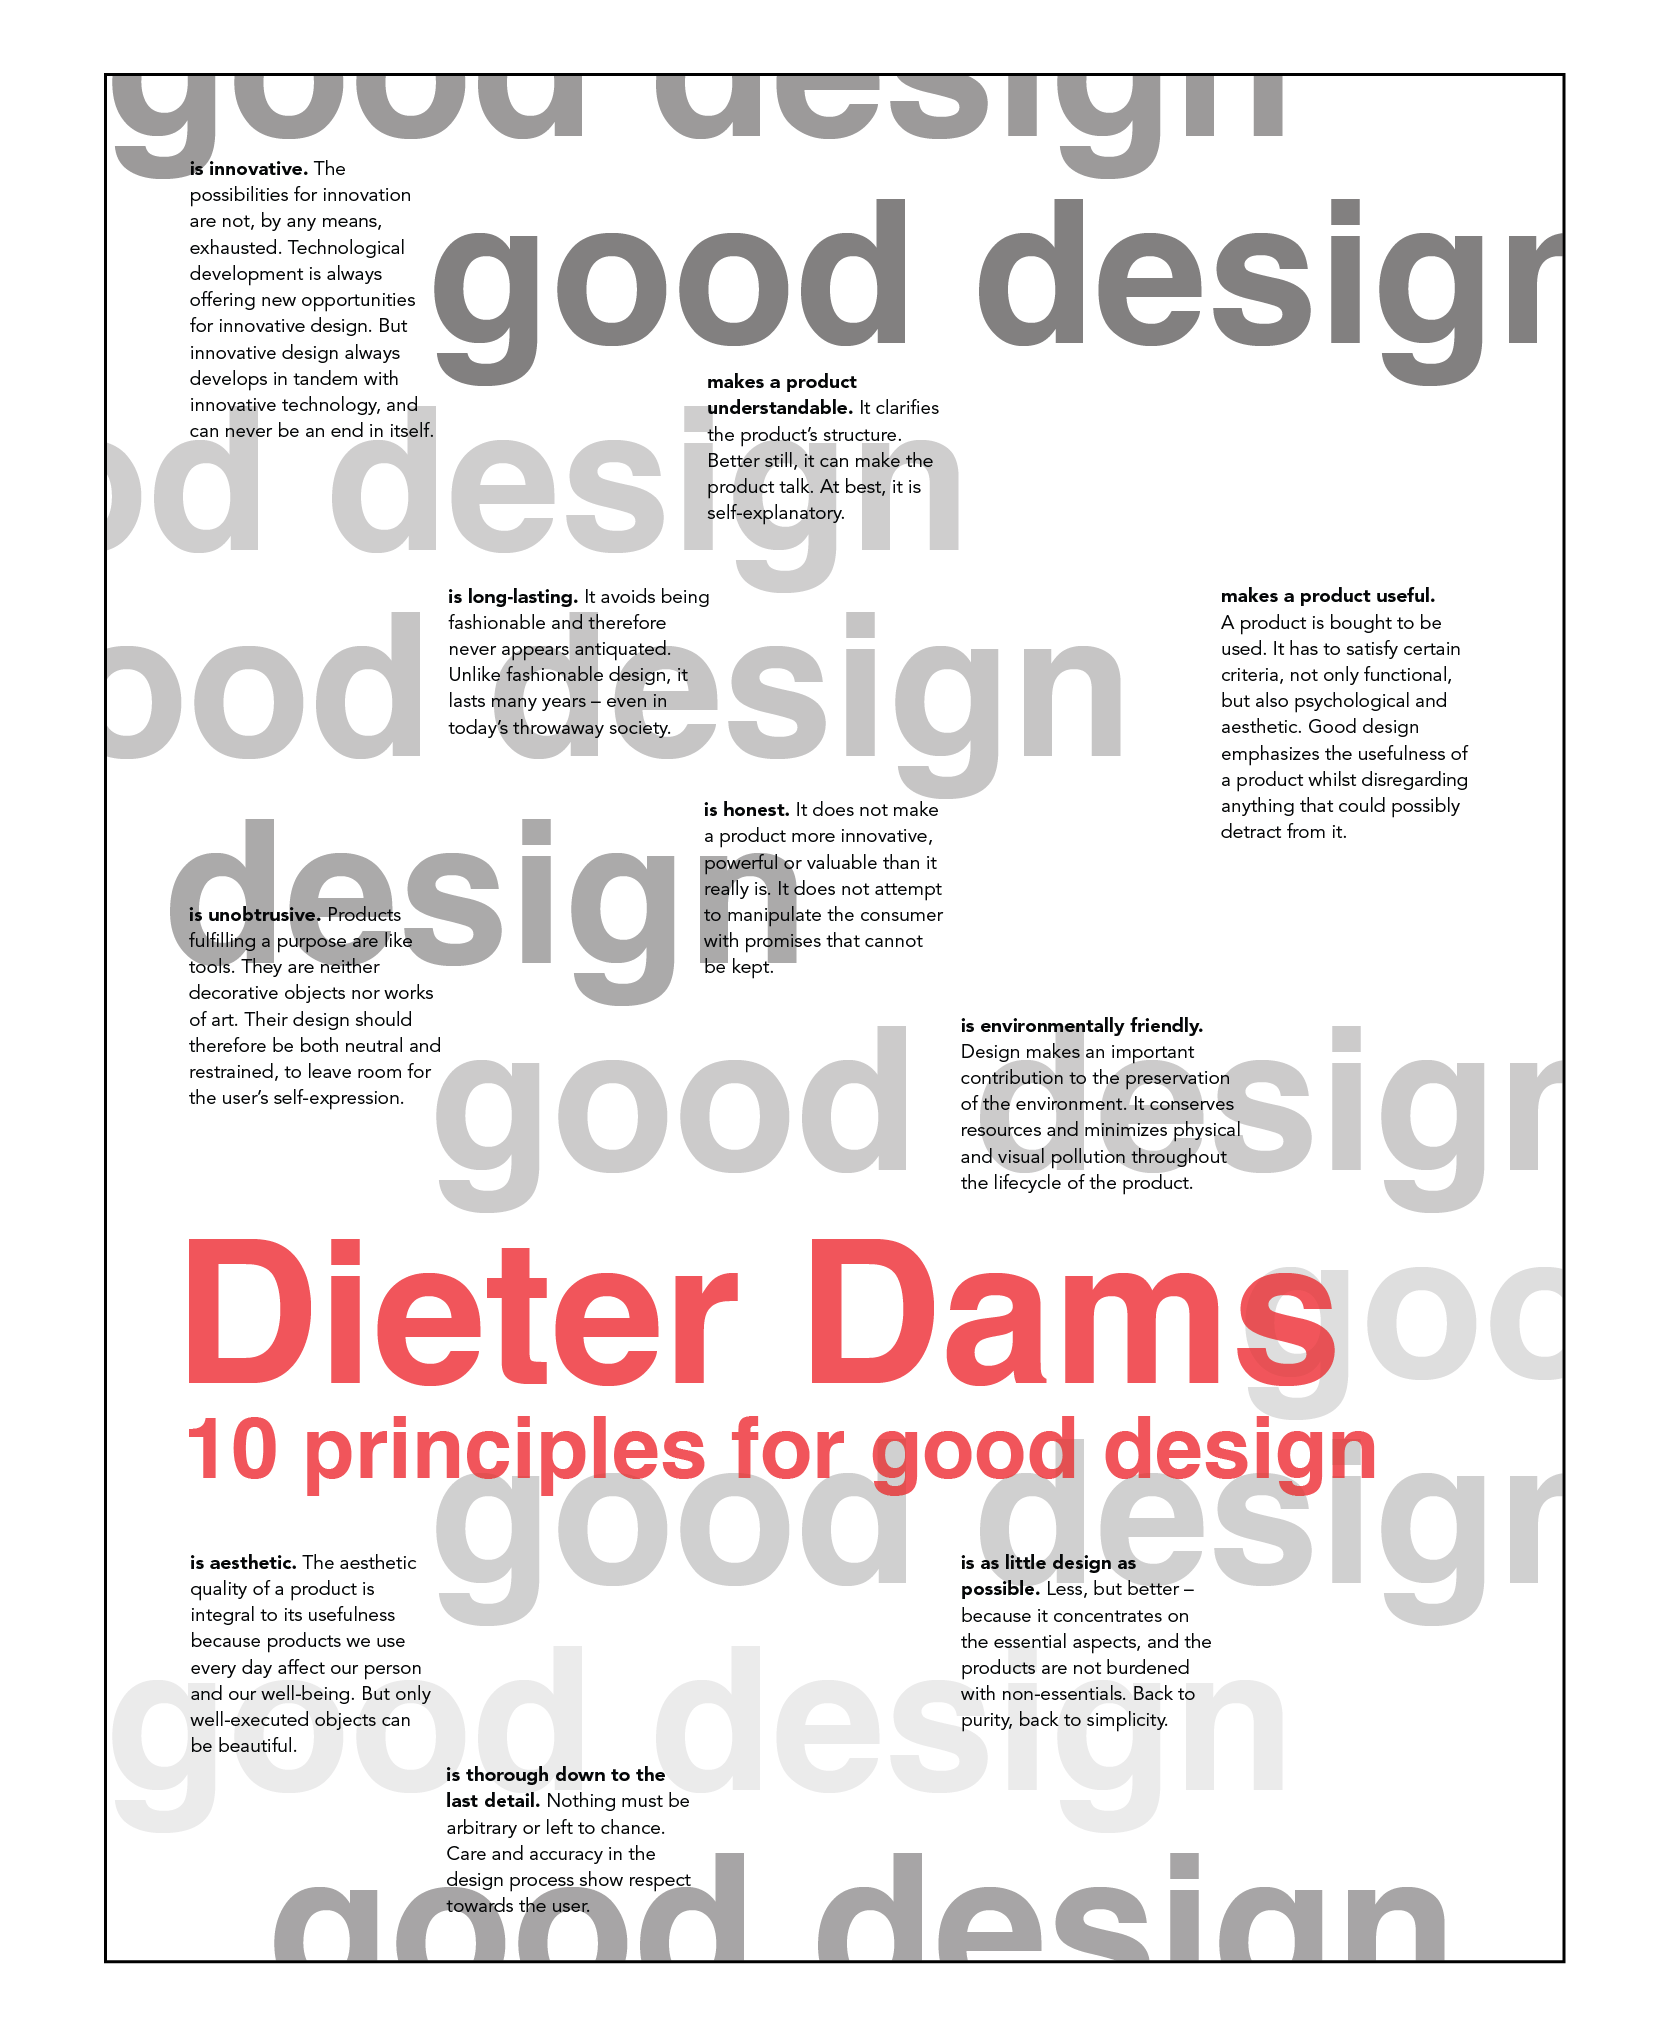 good design
is innovative. The
possibilities for innovation
are not, by any means,
exhausted. Technological
development is always
offering new opportunities
for innovative design. But
innovative design always
develops in tandem with
innovative technology, and
can never be an end in itself.
good design
makes a product
understandable. It clarifies
the product’s structure.
Better still, it can make the
product talk. At best, it is
self-explanatory.
od design
is long-lasting. It avoids being
fashionable and therefore
never appears antiquated.
Unlike fashionable design, it
lasts many years – even in
today’s throwaway society.
makes a product useful.
A product is bought to be
used. It has to satisfy certain
criteria, not only functional,
but also psychological and
aesthetic. Good design
emphasizes the usefulness of
a product whilst disregarding
anything that could possibly
detract from it.
ood design
is honest. It does not make
a product more innovative,
powerful or valuable than it
really is. It does not attempt
to manipulate the consumer
with promises that cannot
be kept.
design
is unobtrusive. Products
fulfilling a purpose are like
tools. They are neither
decorative objects nor works
of art. Their design should
therefore be both neutral and
restrained, to leave room for
the user’s self-expression.
is environmentally friendly.
Design makes an important
contribution to the preservation
of the environment. It conserves
resources and minimizes physical
and visual pollution throughout
the lifecycle of the product.
good design
Dieter Dams
goo
10 principles for good design
good design
is aesthetic. The aesthetic
quality of a product is
integral to its usefulness
because products we use
every day affect our person
and our well-being. But only
well-executed objects can
be beautiful.
is as little design as
possible. Less, but better –
because it concentrates on
the essential aspects, and the
products are not burdened
with non-essentials. Back to
purity, back to simplicity.
good design
is thorough down to the
last detail. Nothing must be
arbitrary or left to chance.
Care and accuracy in the
design process show respect
towards the user.
good design